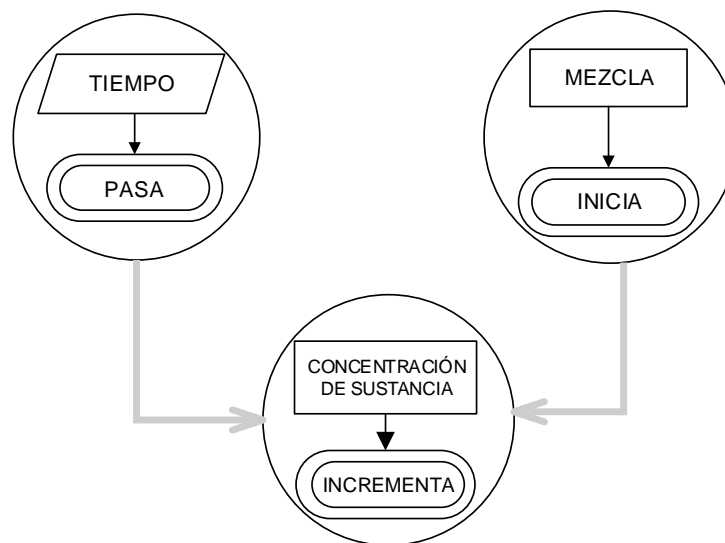 TIEMPO
PASA
MEZCLA
INICIA
CONCENTRACIÓN
DE SUSTANCIA
INCREMENTA